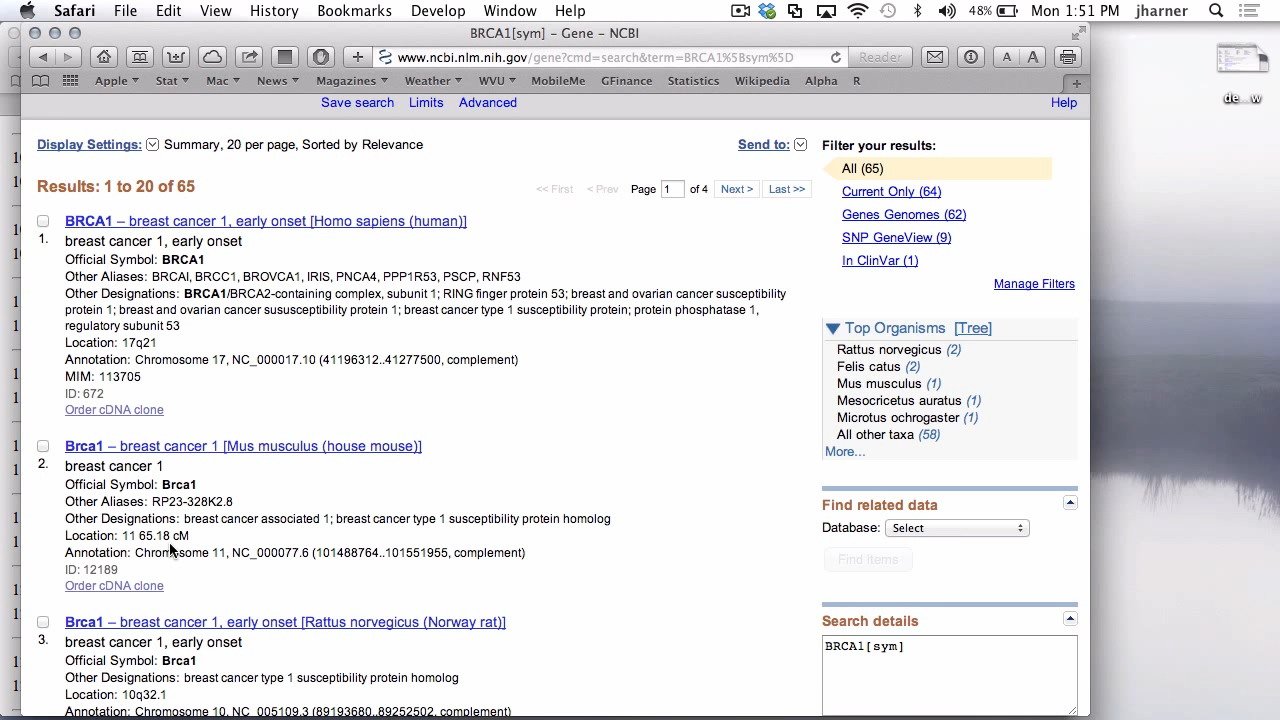 Safari File Edit View History Bookmarks Develop Window Help 48% Mon 1:51 PM jharner
BRCA1[sym] – Gene – NCBI
www.ncbi.nlm.nih.gov/gene?cmd=search&term=BRCA1%5Bsym%5D Reader A A
Apple Stat Mac News Magazines Weather WVU MobileMe GFinance Statistics Wikipedia Alpha R
de...w
Save search Limits Advanced Help
Display Settings: Summary, 20 per page, Sorted by Relevance Send to:
Results: 1 to 20 of 65 << First < Prev Page 1 of 4 Next > Last >>
BRCA1 – breast cancer 1, early onset [Homo sapiens (human)]
1. breast cancer 1, early onset
Official Symbol: BRCA1
Other Aliases: BRCAI, BRCC1, BROVCA1, IRIS, PNCA4, PPP1R53, PSCP, RNF53
Other Designations: BRCA1/BRCA2-containing complex, subunit 1; RING finger protein 53; breast and ovarian cancer susceptibility
protein 1; breast and ovarian cancer sususceptibility protein 1; breast cancer type 1 susceptibility protein; protein phosphatase 1,
regulatory subunit 53
Location: 17q21
Annotation: Chromosome 17, NC_000017.10 (41196312..41277500, complement)
MIM: 113705
ID: 672
Order cDNA clone
Brca1 – breast cancer 1 [Mus musculus (house mouse)]
2. breast cancer 1
Official Symbol: Brca1
Other Aliases: RP23-328K2.8
Other Designations: breast cancer associated 1; breast cancer type 1 susceptibility protein homolog
Location: 11 65.18 cM
Annotation: Chromosome 11, NC_000077.6 (101488764..101551955, complement)
ID: 12189
Order cDNA clone
Brca1 – breast cancer 1, early onset [Rattus norvegicus (Norway rat)]
3. breast cancer 1, early onset
Official Symbol: Brca1
Other Designations: breast cancer type 1 susceptibility protein homolog
Location: 10q32.1
Annotation: Chromosome 10, NC_005109.3 (89193680..89252502, complement)
Filter your results:
All (65)
Current Only (64)
Genes Genomes (62)
SNP GeneView (9)
In ClinVar (1)
Manage Filters
Top Organisms [Tree]
Rattus norvegicus (2)
Felis catus (2)
Mus musculus (1)
Mesocricetus auratus (1)
Microtus ochrogaster (1)
All other taxa (58)
More...
Find related data
Database: Select
Find items
Search details
BRCA1[sym]